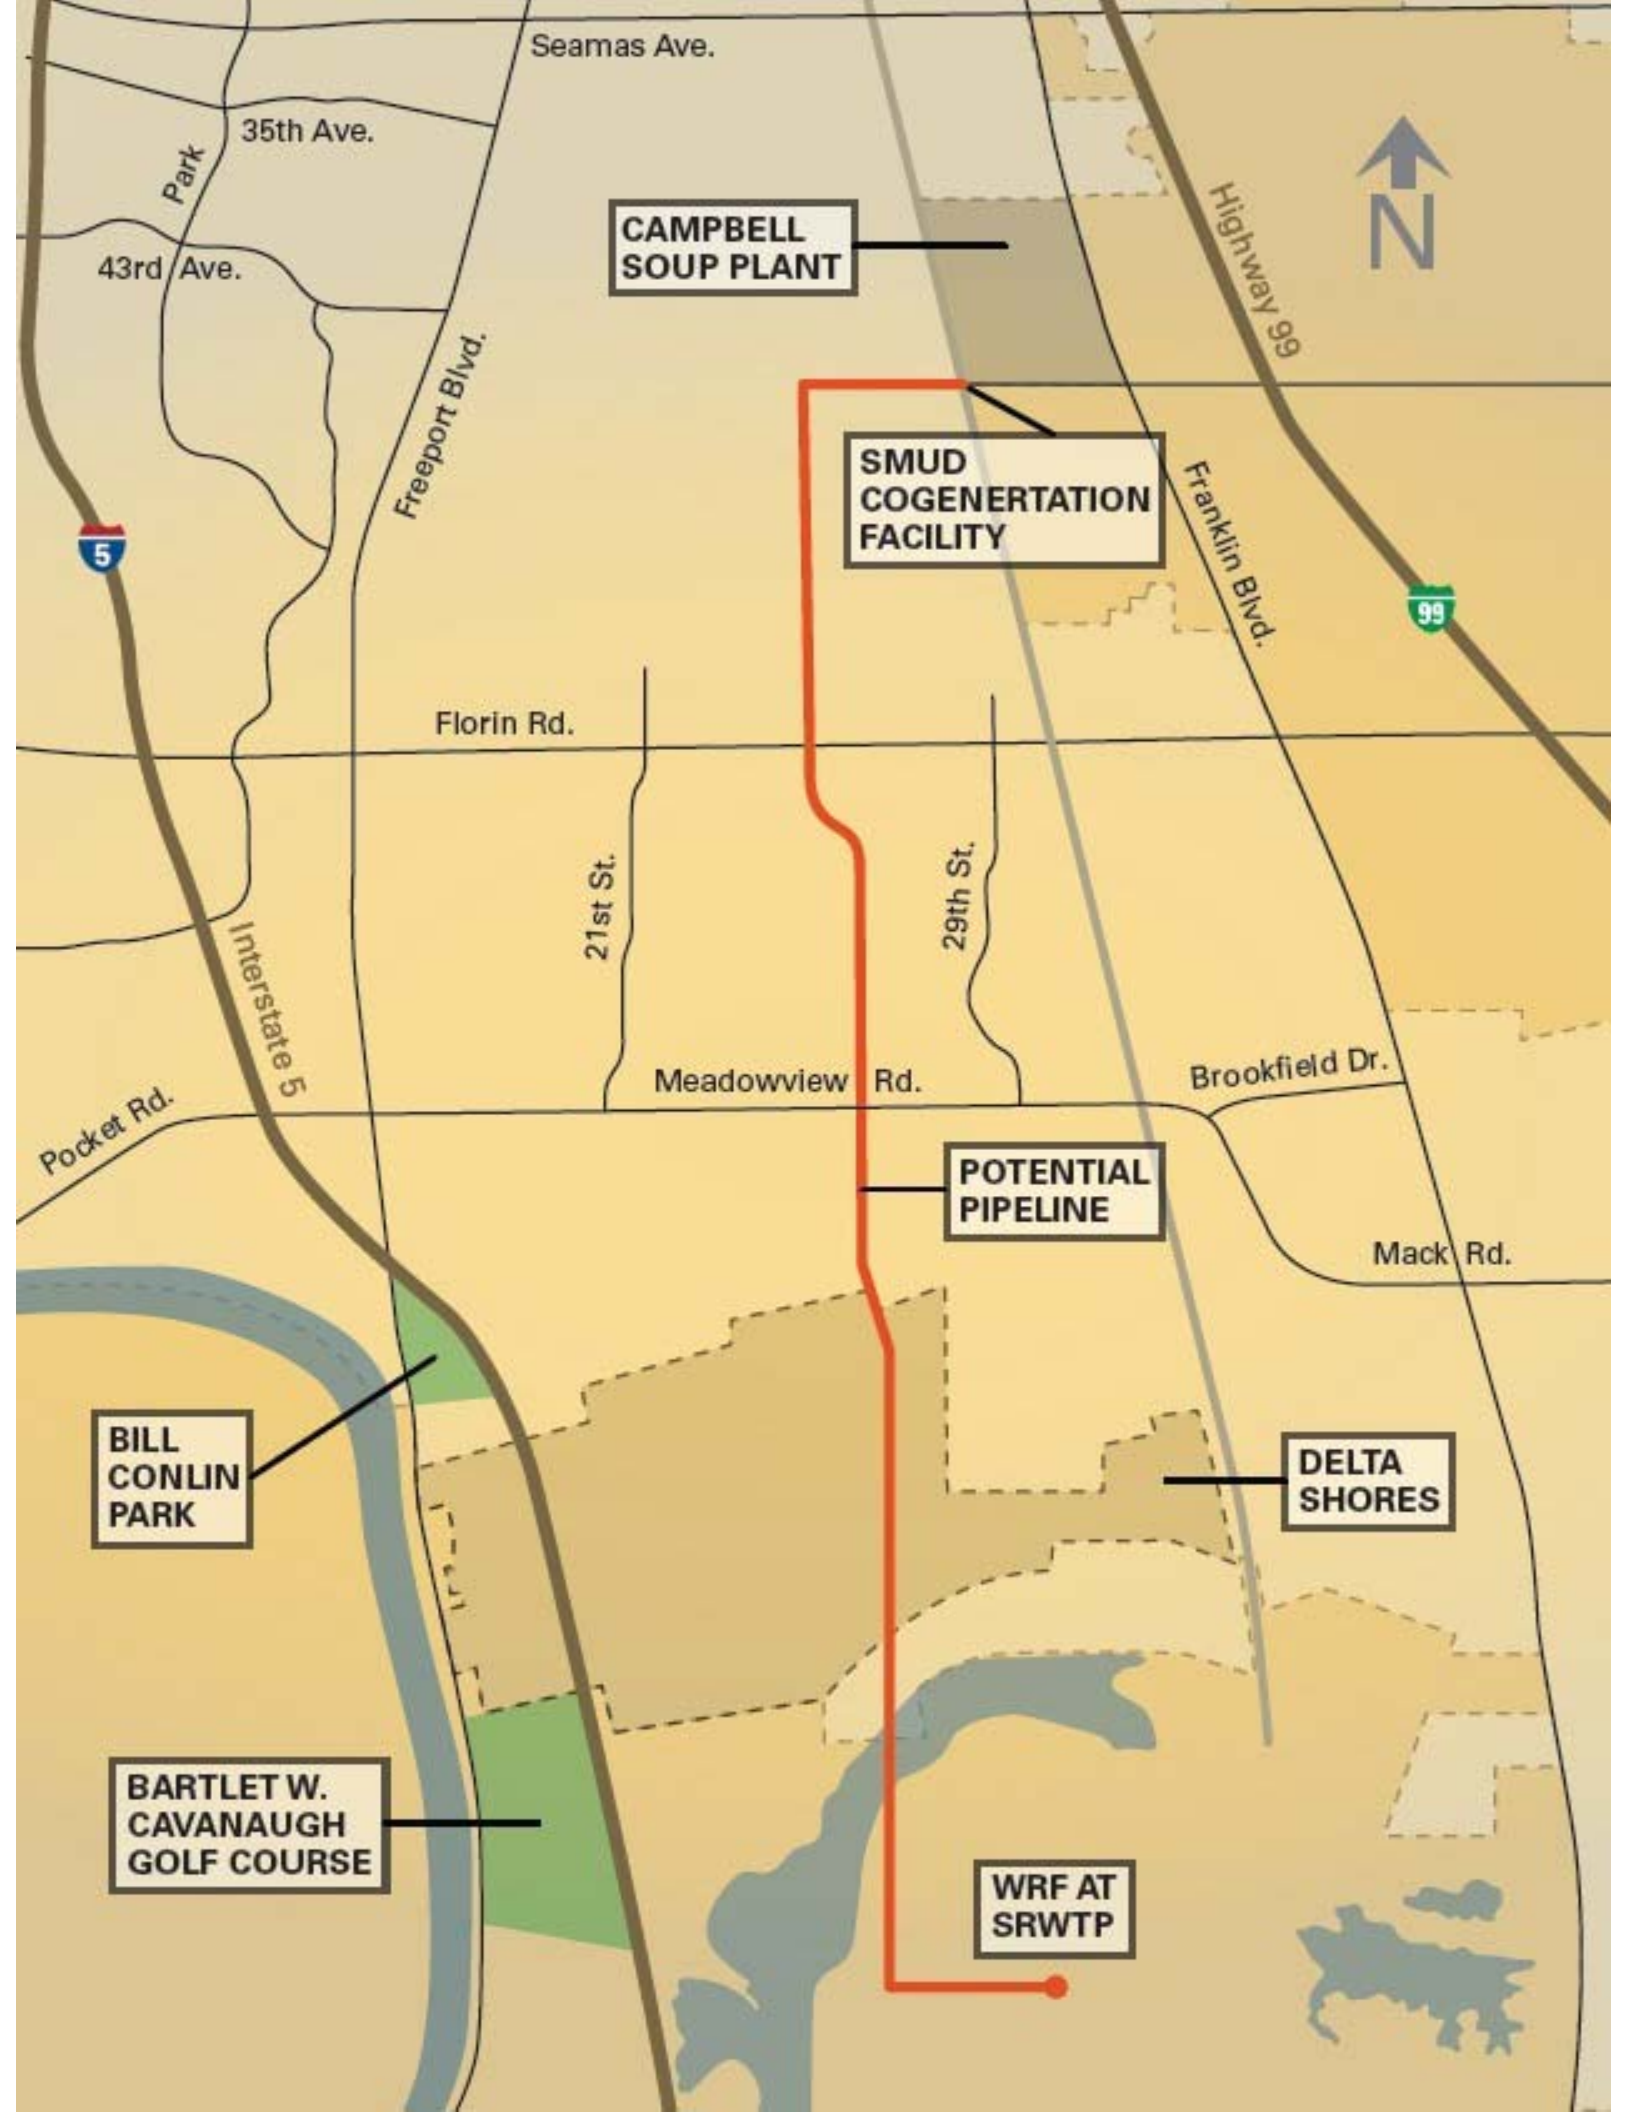 Seamas Ave.
35th Ave.
Park
43rd Ave.
CAMPBELL
SOUP PLANT
Highway 99
N
Freeport Blvd.
SMUD
COGENERTATION
FACILITY
Franklin Blvd.
5
99
Florin Rd.
21st St.
29th St.
Interstate 5
Meadowview Rd.
Brookfield Dr.
Pocket Rd.
POTENTIAL
PIPELINE
Mack Rd.
BILL
CONLIN
PARK
DELTA
SHORES
BARTLET W.
CAVANAUGH
GOLF COURSE
WRF AT
SRWTP